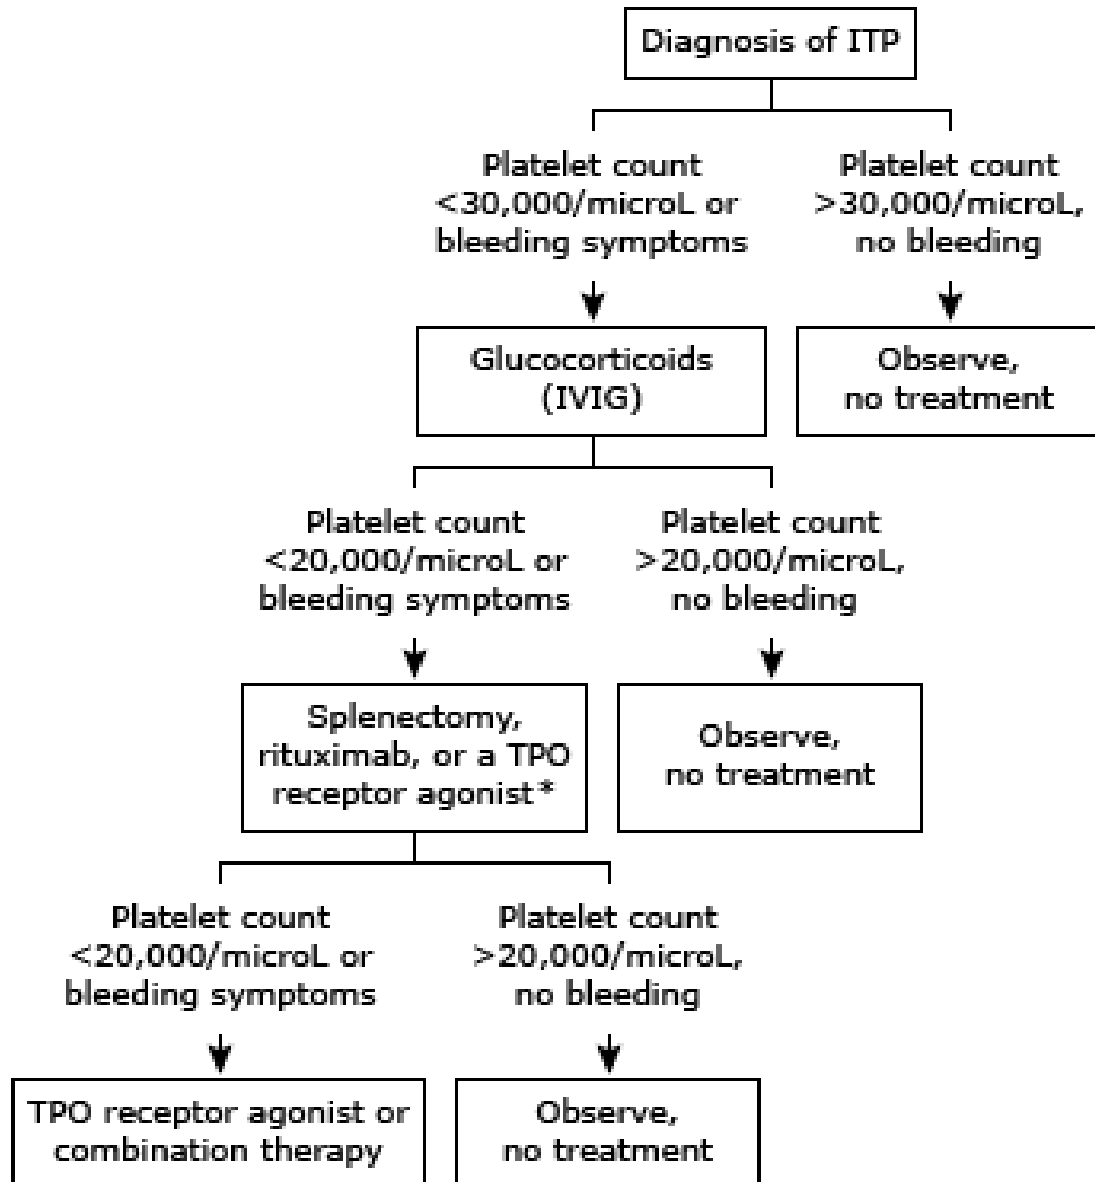 Diagnosis of ITP
Platelet count
<30,000/microL or
bleeding symptoms
Platelet count
>30,000/microL,
no bleeding
Glucocorticoids
(IVIG)
Observe,
no treatment
Platelet count
<20,000/microL or
bleeding symptoms
Platelet count
>20,000/microL,
no bleeding
Splenectomy,
rituximab, or a TPO
receptor agonist*
Observe,
no treatment
Platelet count
<20,000/microL or
bleeding symptoms
Platelet count
>20,000/microL,
no bleeding
TPO receptor agonist or
combination therapy
Observe,
no treatment